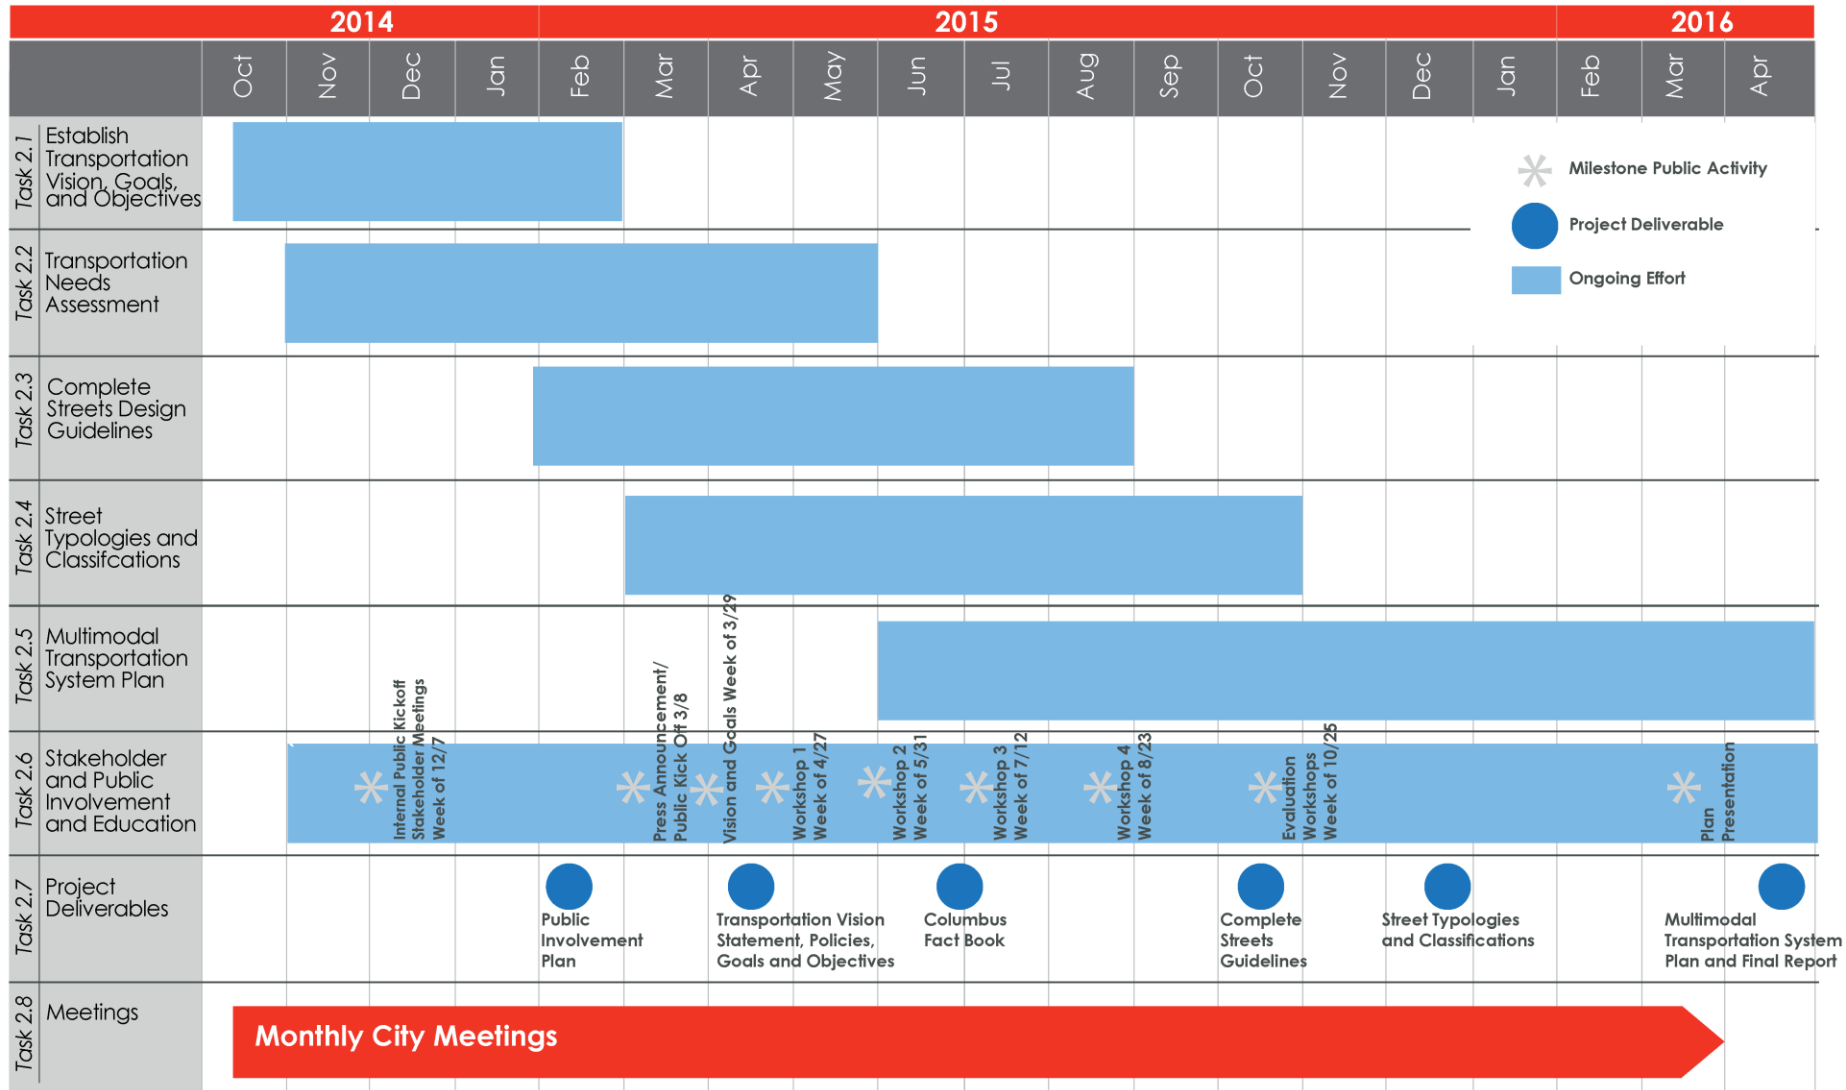 2014
2015
2016
Oct
Nov
Dec
Jan
Feb
Mar
Apr
May
Jun
Jul
Aug
Sep
Oct
Nov
Dec
Jan
Feb
Mar
Apr
Task 2.1
Establish
Transportation
Vision, Goals,
and Objectives
Milestone Public Activity
Project Deliverable
Ongoing Effort
Task 2.2
Transportation
Needs
Assessment
Task 2.3
Complete
Streets Design
Guidelines
Task 2.4
Street
Typologies and
Classifcations
Task 2.5
Multimodal
Transportation
System Plan
Task 2.6
Stakeholder
and Public
Involvement
and Education
Internal Public Kickoff
Stakeholder Meetings
Week of 12/7
Press Announcement/
Public Kick Off 3/8
Vision and Goals Week of 3/29
Workshop 1
Week of 4/27
Workshop 2
Week of 5/31
Workshop 3
Week of 7/12
Workshop 4
Week of 8/23
Evaluation
Workshops
Week of 10/25
Plan
Presentation
Task 2.7
Project
Deliverables
Public
Involvement
Plan
Transportation Vision
Statement, Policies,
Goals and Objectives
Columbus
Fact Book
Complete
Streets
Guidelines
Street Typologies
and Classifications
Multimodal
Transportation System
Plan and Final Report
Task 2.8
Meetings
Monthly City Meetings